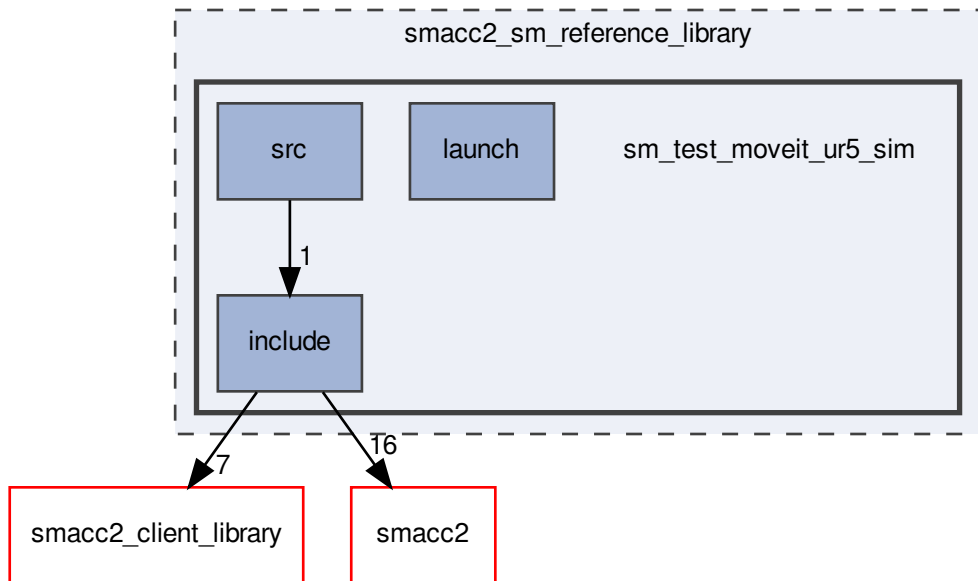 smacc2_sm_reference_library
src
launch
sm_test_moveit_ur5_sim
1
include
7
16
smacc2_client_library
smacc2